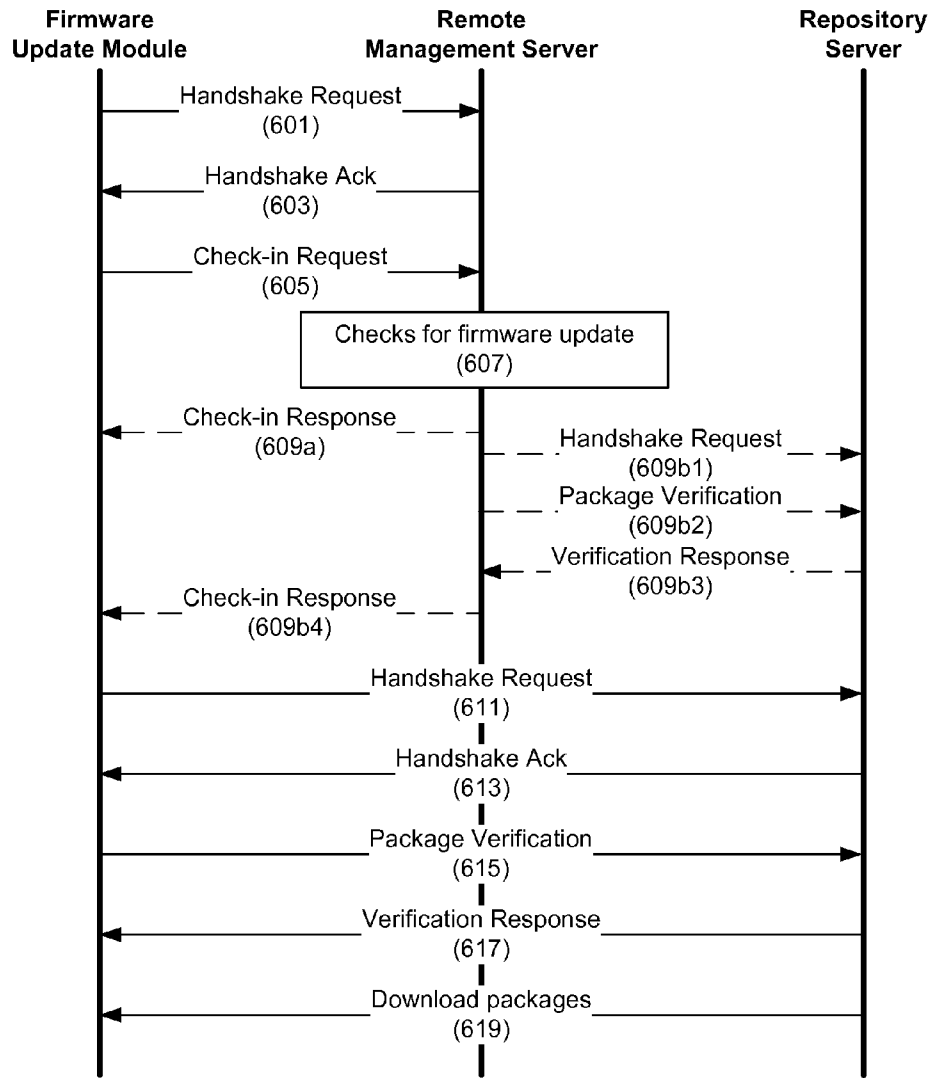 Firmware
Update Module
Remote
Management Server
Repository
Server
Handshake Request
(601)
Handshake Ack
(603)
Check-in Request
(605)
Checks for firmware update
(607)
Check-in Response
(609a)
Handshake Request
(609b1)
Package Verification
(609b2)
Verification Response
(609b3)
Check-in Response
(609b4)
Handshake Request
(611)
Handshake Ack
(613)
Package Verification
(615)
Verification Response
(617)
Download packages
(619)